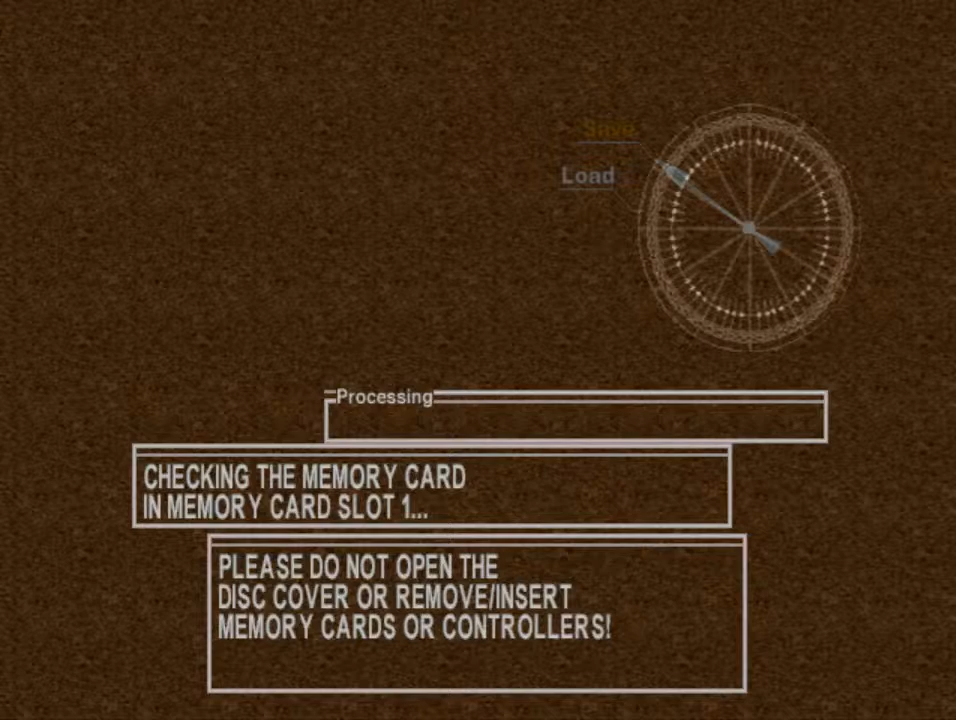 Save
Load
Processing
CHECKING THE MEMORY CARD
IN MEMORY CARD SLOT 1...
PLEASE DO NOT OPEN THE
DISC COVER OR REMOVE/INSERT
MEMORY CARDS OR CONTROLLERS!